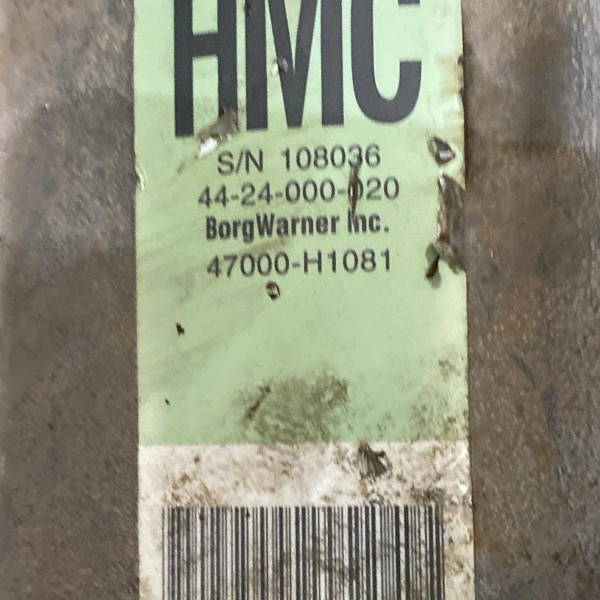 HMC
S/N 108036
44-24-000-020
BorgWarner Inc.
47000-H1081